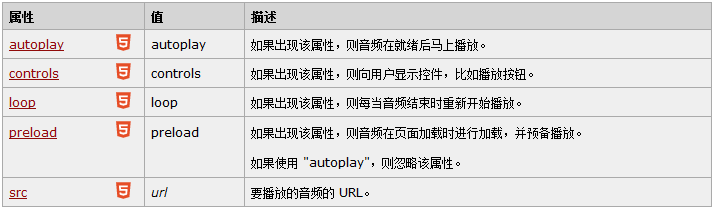 属性 值 描述
autoplay 5 autoplay 如果出现该属性，则音频在就绪后马上播放。
controls 5 controls 如果出现该属性，则向用户显示控件，比如播放按钮。
loop 5 loop 如果出现该属性，则每当音频结束时重新开始播放。
preload 5 preload 如果出现该属性，则音频在页面加载时进行加载，并预备播放。
如果使用 "autoplay"，则忽略该属性。
src 5 url 要播放的音频的 URL。